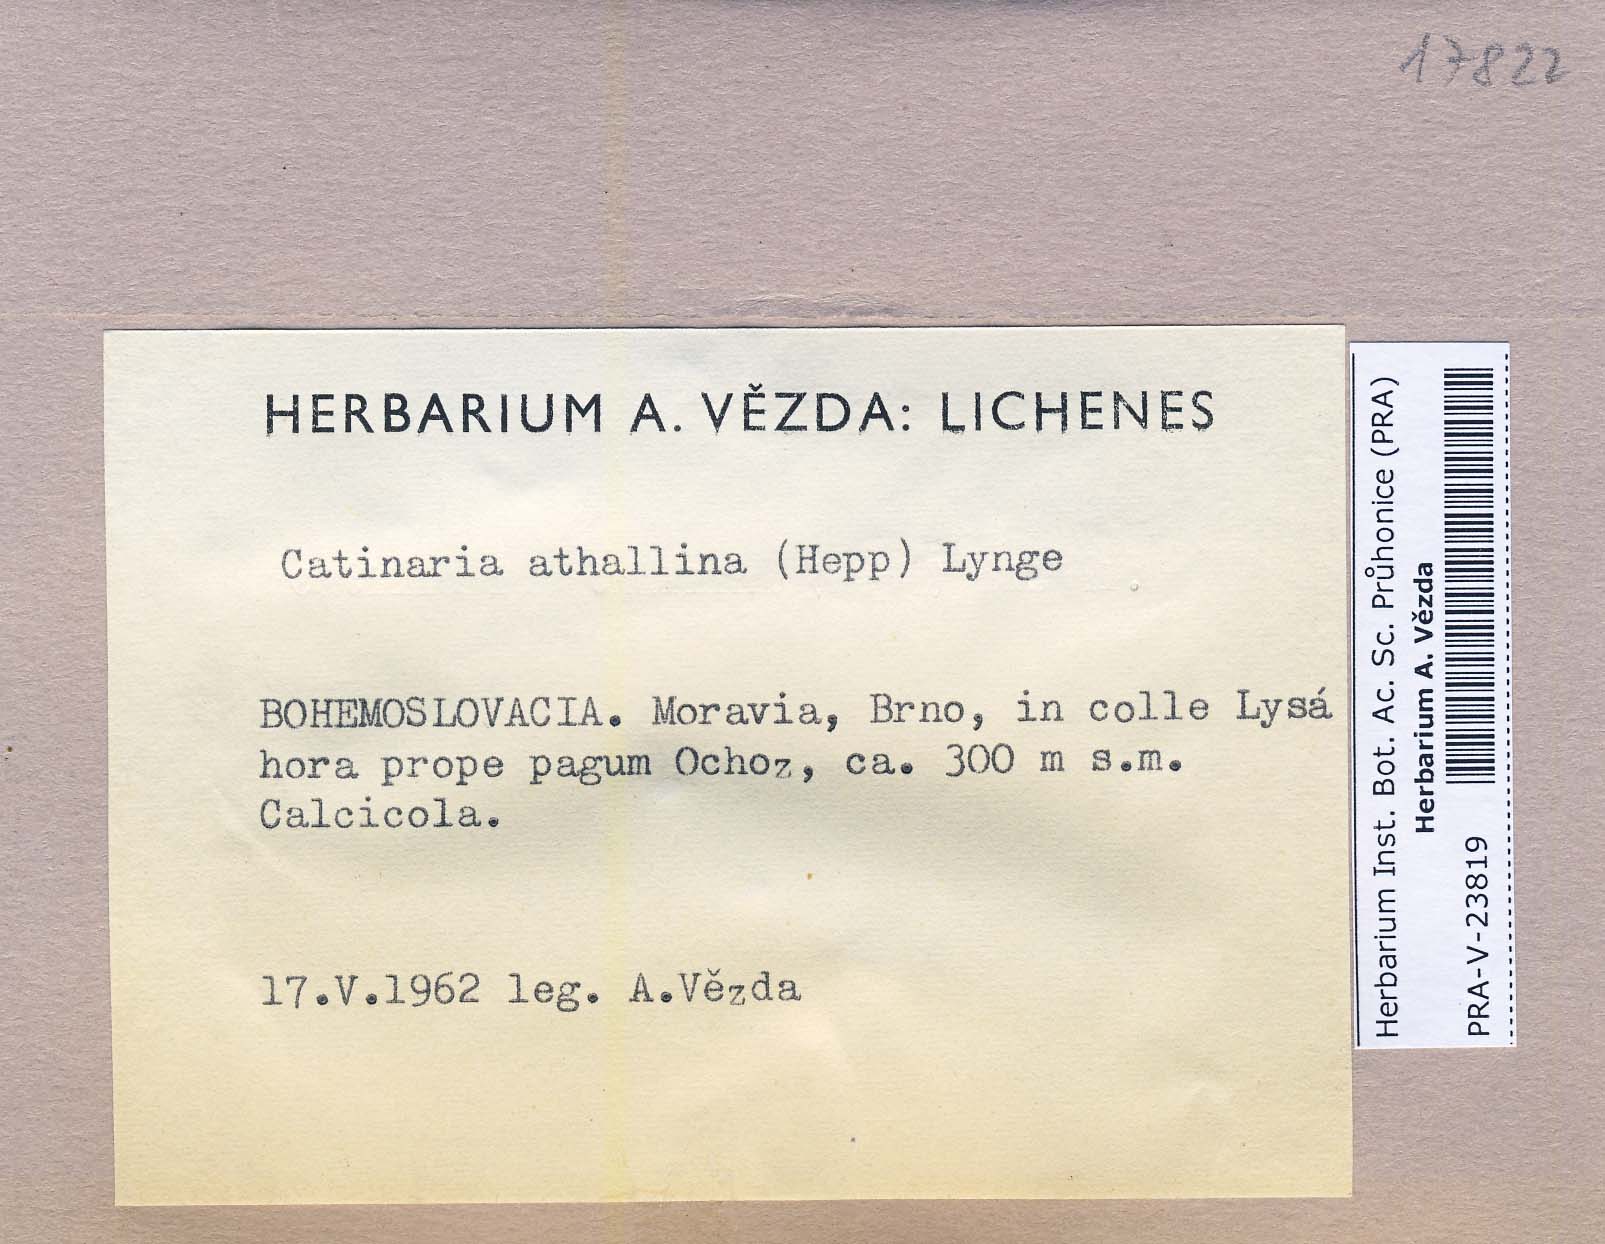 17822
HERBARIUM A. VĚZDA: LICHENES
Catinaria athallina (Hepp) Lynge
BOHEMOSLOVACIA. Moravia, Brno, in colle Lysá
hora prope pagum Ochoz, ca. 300 m s.m.
Calcicola.
17.V.1962 leg. A.Vězda
Herbarium Inst. Bot. Ac. Sc. Průhonice (PRA)
Herbarium A. Vězda
PRA-V-23819